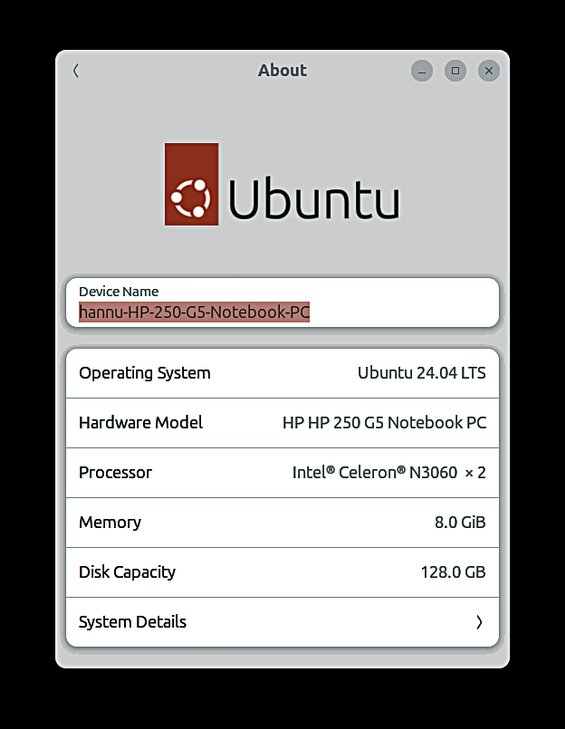 About
Ubuntu
Device Name
hannu-HP-250-G5-Notebook-PC
Operating System Ubuntu 24.04 LTS
Hardware Model HP HP 250 G5 Notebook PC
Processor Intel® Celeron® N3060 × 2
Memory 8.0 GiB
Disk Capacity 128.0 GB
System Details